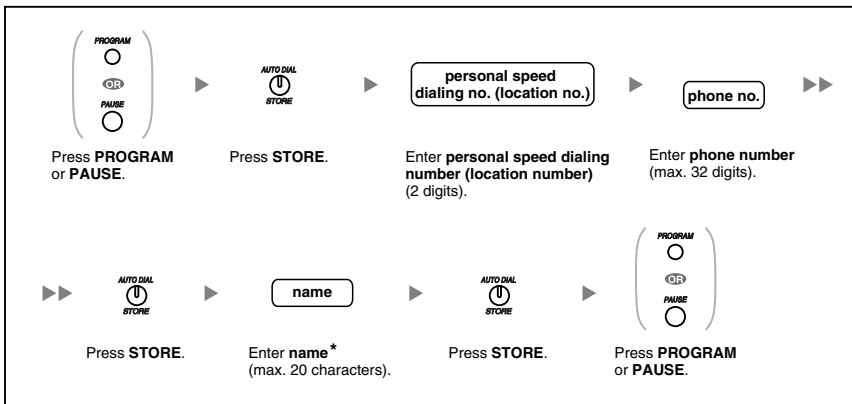 PROGRAM
OR
PAUSE
Press PROGRAM
or PAUSE.
AUTO DIAL
STORE
Press STORE.
personal speed
dialing no. (location no.)
Enter personal speed dialing
number (location number)
(2 digits).
phone no.
Enter phone number
(max. 32 digits).
AUTO DIAL
STORE
Press STORE.
name
Enter name*
(max. 20 characters).
AUTO DIAL
STORE
Press STORE.
PROGRAM
OR
PAUSE
Press PROGRAM
or PAUSE.